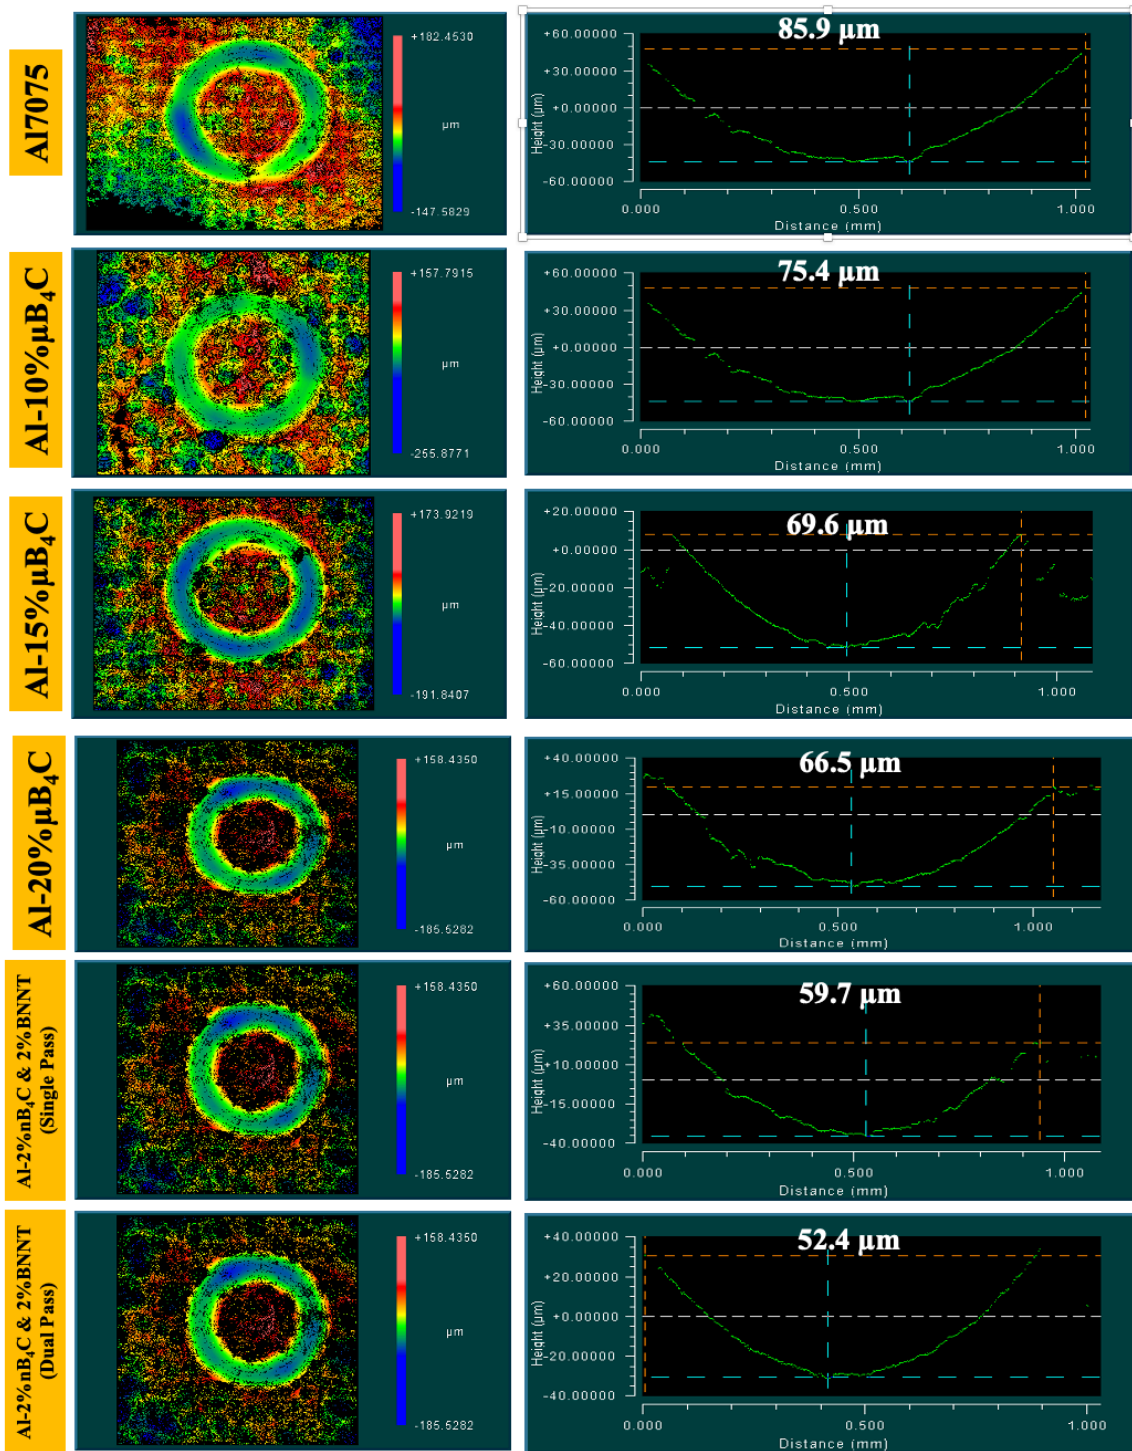 Al7075
+182.4530
µm
-147.5829
85.9 µm
+60.00000
+30.00000
+0.00000
-30.00000
-60.00000
Height (µm)
0.000 0.500 1.000
Distance (mm)
Al-10%µB₄C
+157.7915
µm
-255.8771
75.4 µm
+60.00000
+30.00000
+0.00000
-30.00000
-60.00000
Height (µm)
0.000 0.500 1.000
Distance (mm)
Al-15%µB₄C
+173.9219
µm
-191.8407
69.6 µm
+20.00000
+0.00000
-20.00000
-40.00000
-60.00000
Height (µm)
0.000 0.500 1.000
Distance (mm)
Al-20%µB₄C
+158.4350
µm
-185.5282
66.5 µm
+40.00000
+15.00000
-10.00000
-35.00000
-60.00000
Height (µm)
0.000 0.500 1.000
Distance (mm)
Al-2%nB₄C & 2%BNNT
(Single Pass)
+158.4350
µm
-185.5282
59.7 µm
+60.00000
+35.00000
+10.00000
-15.00000
-40.00000
Height (µm)
0.000 0.500 1.000
Distance (mm)
Al-2%nB₄C & 2%BNNT
(Dual Pass)
+158.4350
µm
-185.5282
52.4 µm
+40.00000
+20.00000
+0.00000
-20.00000
-40.00000
Height (µm)
0.000 0.500 1.000
Distance (mm)